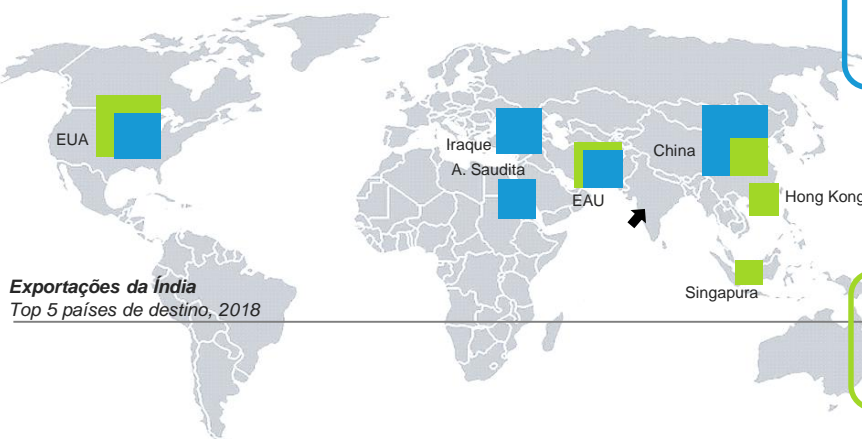 EUA
Iraque
A. Saudita
EAU
China
Hong Kong
Singapura
Exportações da Índia
Top 5 países de destino, 2018